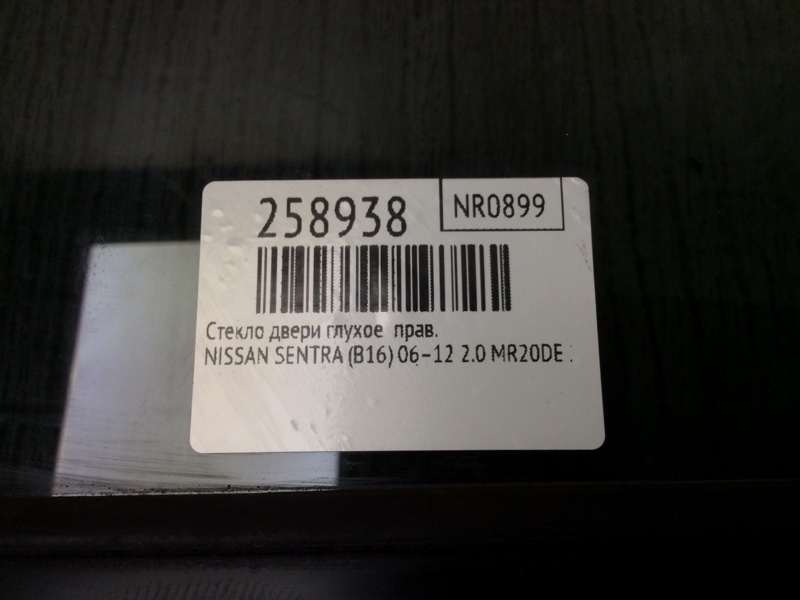 258938 NR0899
Стекло двери глухое прав.
NISSAN SENTRA (B16) 06-12 2.0 MR20DE